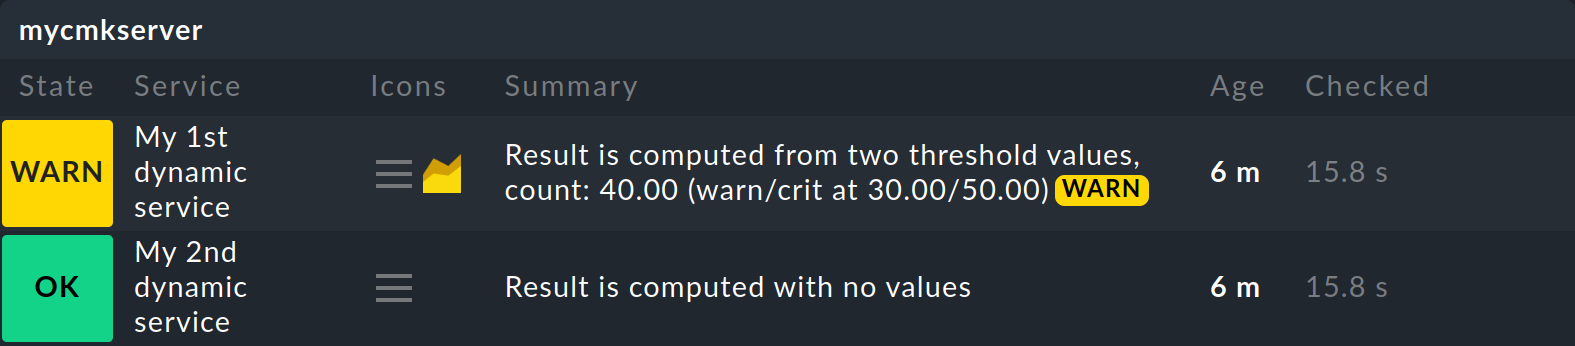 mycmkserver
State Service Icons Summary Age Checked
WARN My 1st dynamic service Result is computed from two threshold values, count: 40.00 (warn/crit at 30.00/50.00) WARN 6 m 15.8 s
OK My 2nd dynamic service Result is computed with no values 6 m 15.8 s